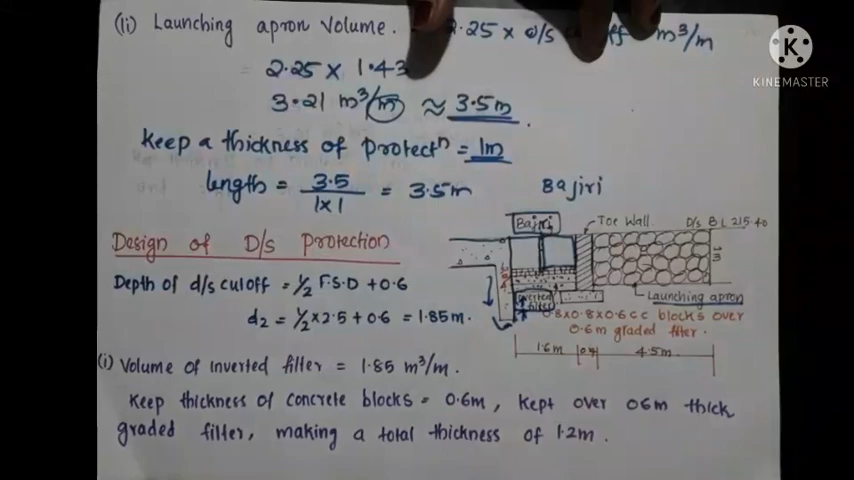 (ii) Launching apron volume. 2.25 x d/s cutoff m³/m
= 2.25 x 1.43
3.21 m³/m ≈ 3.5m
Keep a thickness of protectⁿ = 1m
length = 3.5 / 1x1 = 3.5m
Bajiri
Design of D/s Protection
Depth of d/s cutoff = 1/2 F.S.D + 0.6
d₂ = 1/2 x 2.5 + 0.6 = 1.85m.
Bajiri
Toe Wall
D/s B L 215.40
1m
Inverted filter
Launching apron
0.8x0.8x0.6 C C blocks over
0.6m graded filter.
1.6m
0.4
4.5m
(i) Volume of inverted filter = 1.85 m³/m.
Keep thickness of concrete blocks = 0.6m, kept over 06m thick
graded filter, making a total thickness of 1.2m.
KINEMASTER